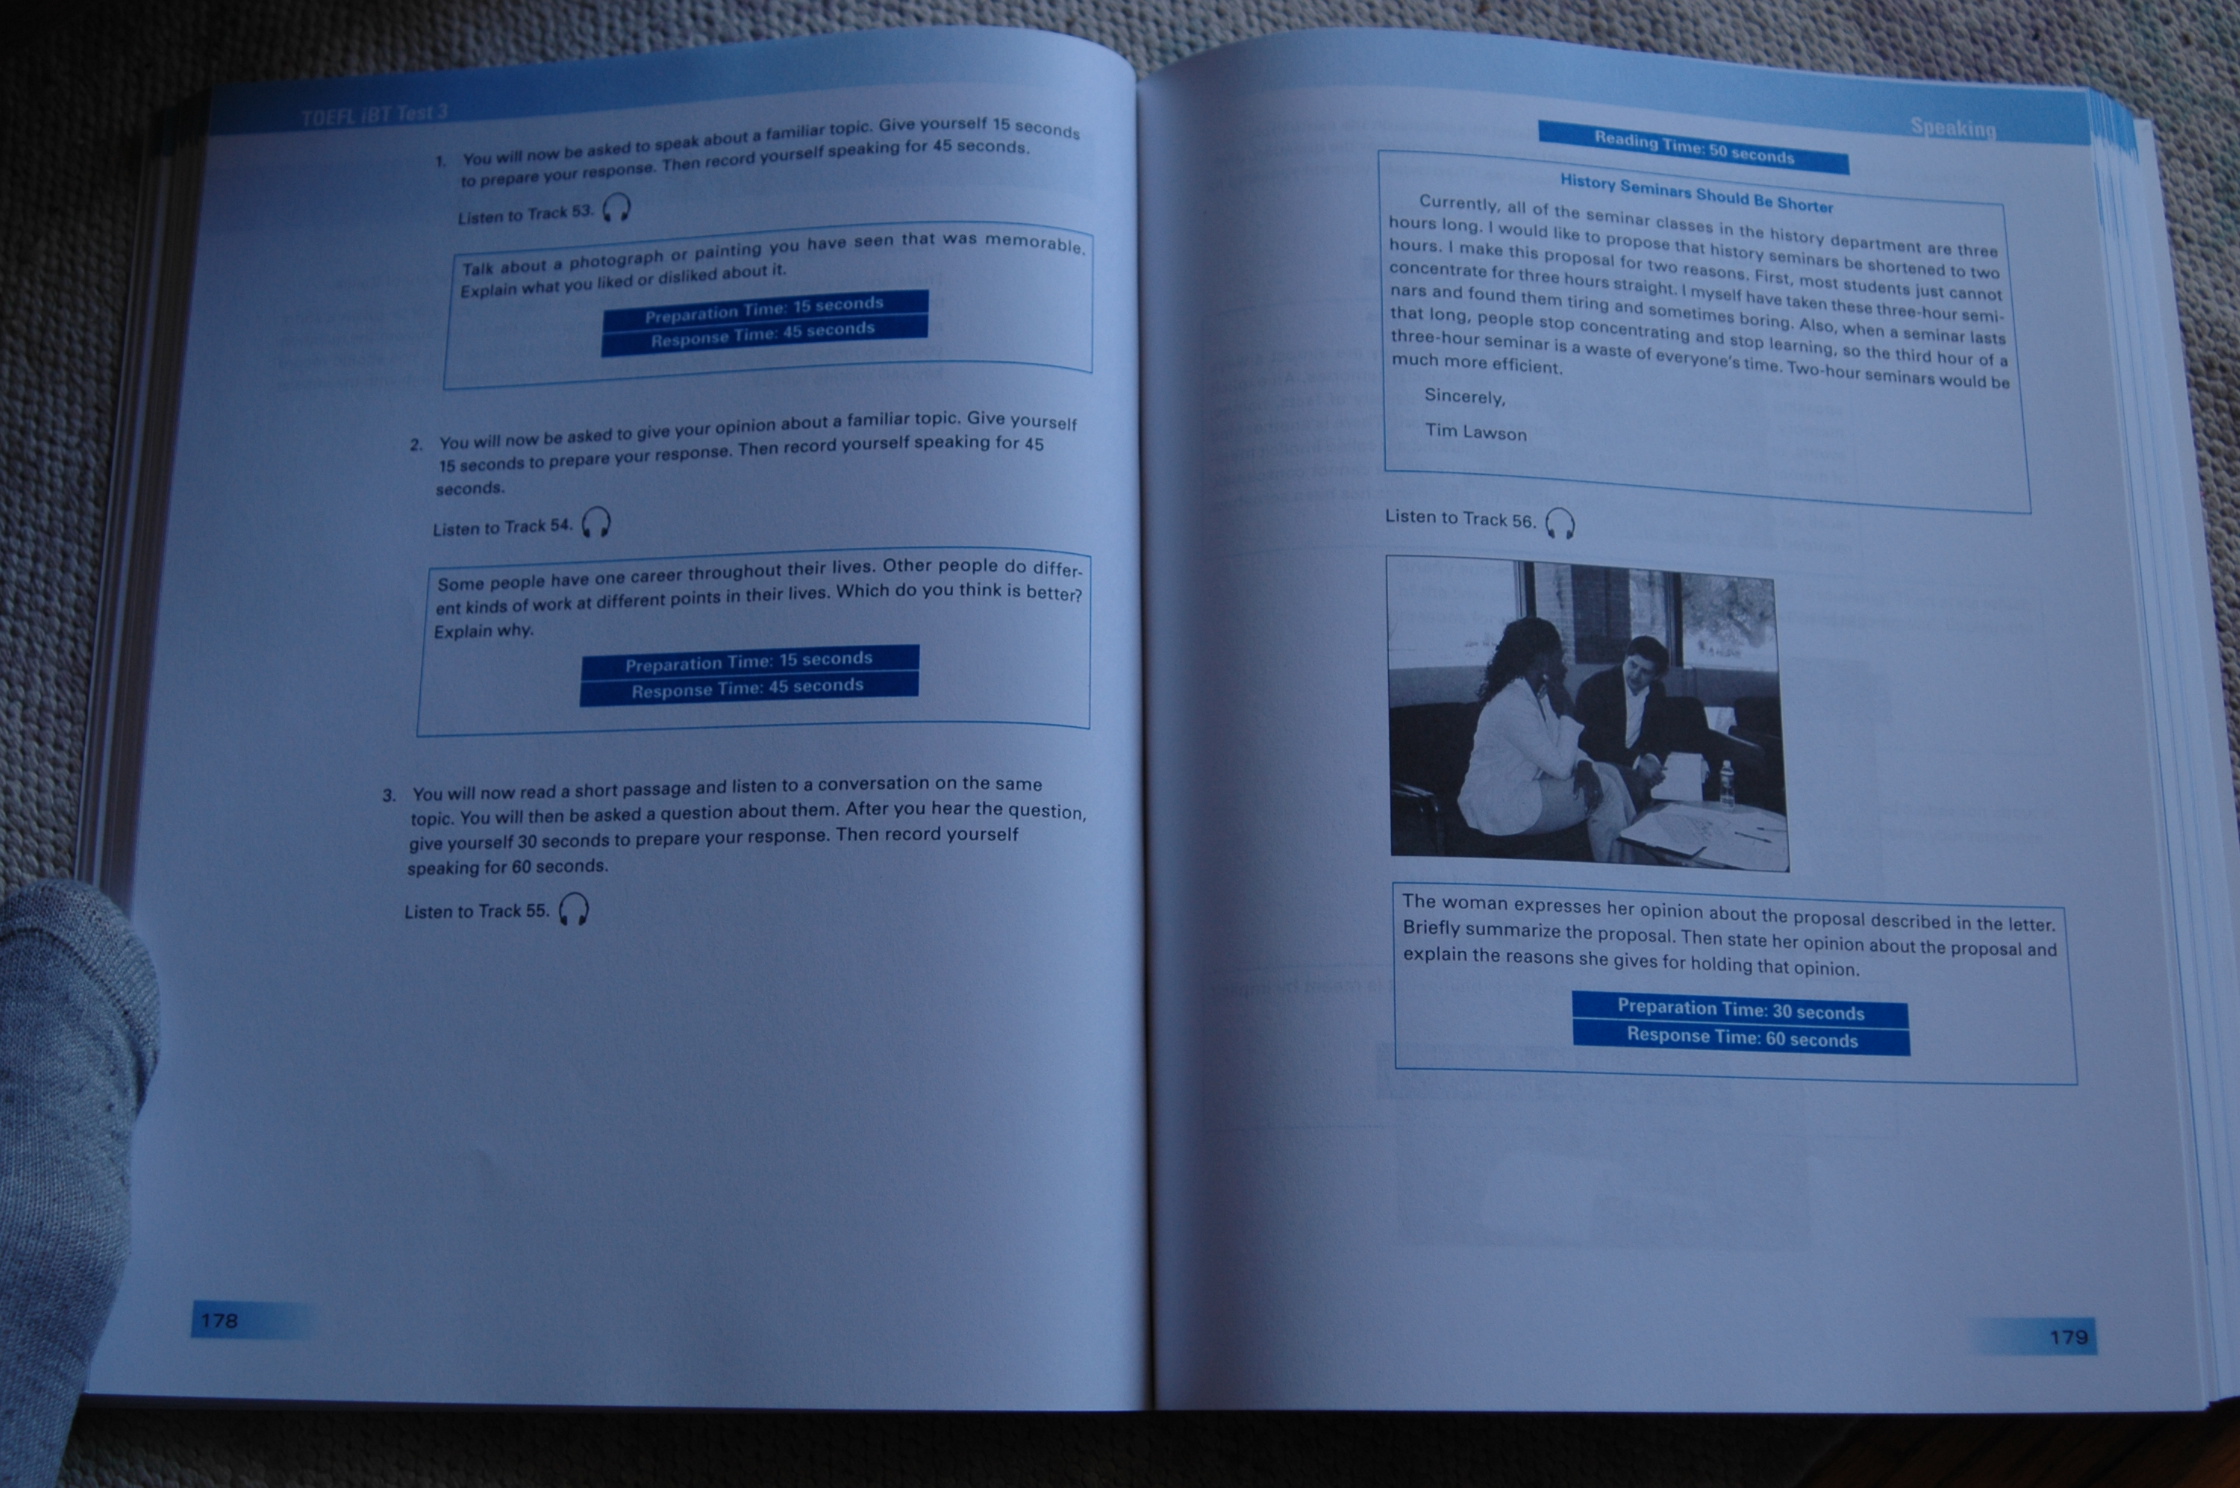 TOEFL iBT Test 3
1. You will now be asked to speak about a familiar topic. Give yourself 15 seconds
to prepare your response. Then record yourself speaking for 45 seconds.
Listen to Track 53.
Talk about a photograph or painting you have seen that was memorable.
Explain what you liked or disliked about it.
Preparation Time: 15 seconds
Response Time: 45 seconds
2. You will now be asked to give your opinion about a familiar topic. Give yourself
15 seconds to prepare your response. Then record yourself speaking for 45
seconds.
Listen to Track 54.
Some people have one career throughout their lives. Other people do differ-
ent kinds of work at different points in their lives. Which do you think is better?
Explain why.
Preparation Time: 15 seconds
Response Time: 45 seconds
3. You will now read a short passage and listen to a conversation on the same
topic. You will then be asked a question about them. After you hear the question,
give yourself 30 seconds to prepare your response. Then record yourself
speaking for 60 seconds.
Listen to Track 55.
178
Speaking
Reading Time: 50 seconds
History Seminars Should Be Shorter
Currently, all of the seminar classes in the history department are three
hours long. I would like to propose that history seminars be shortened to two
hours. I make this proposal for two reasons. First, most students just cannot
concentrate for three hours straight. I myself have taken these three-hour semi-
nars and found them tiring and sometimes boring. Also, when a seminar lasts
that long, people stop concentrating and stop learning, so the third hour of a
three-hour seminar is a waste of everyone's time. Two-hour seminars would be
much more efficient.
Sincerely,
Tim Lawson
Listen to Track 56.
The woman expresses her opinion about the proposal described in the letter.
Briefly summarize the proposal. Then state her opinion about the proposal and
explain the reasons she gives for holding that opinion.
Preparation Time: 30 seconds
Response Time: 60 seconds
179